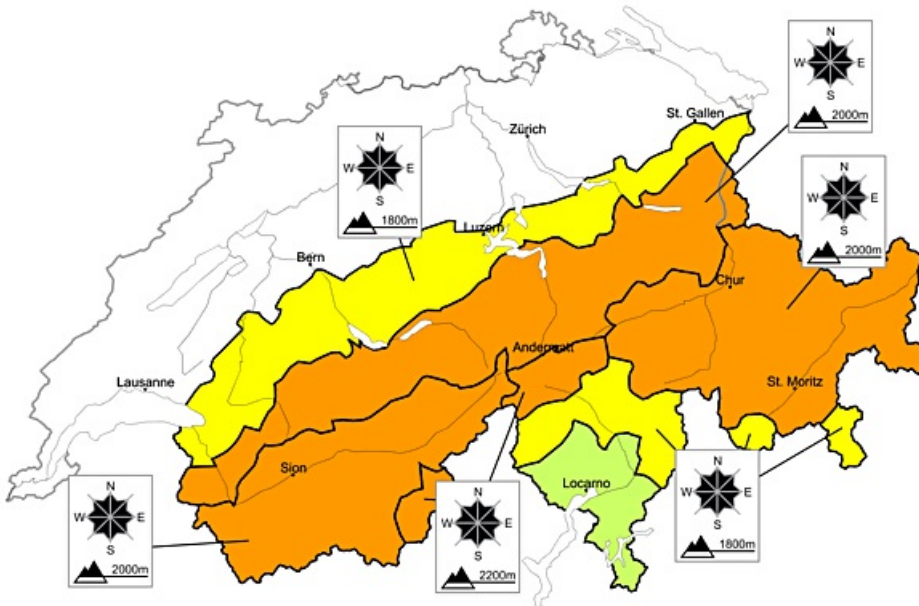 N
W E
S
2000m
St. Gallen
Zürich
N
W E
S
1800m
N
W E
S
2000m
Luzern
Bern
Chur
Andermatt
Lausanne
St. Moritz
Sion
Locarno
N
W E
S
2000m
N
W E
S
2200m
N
W E
S
1800m